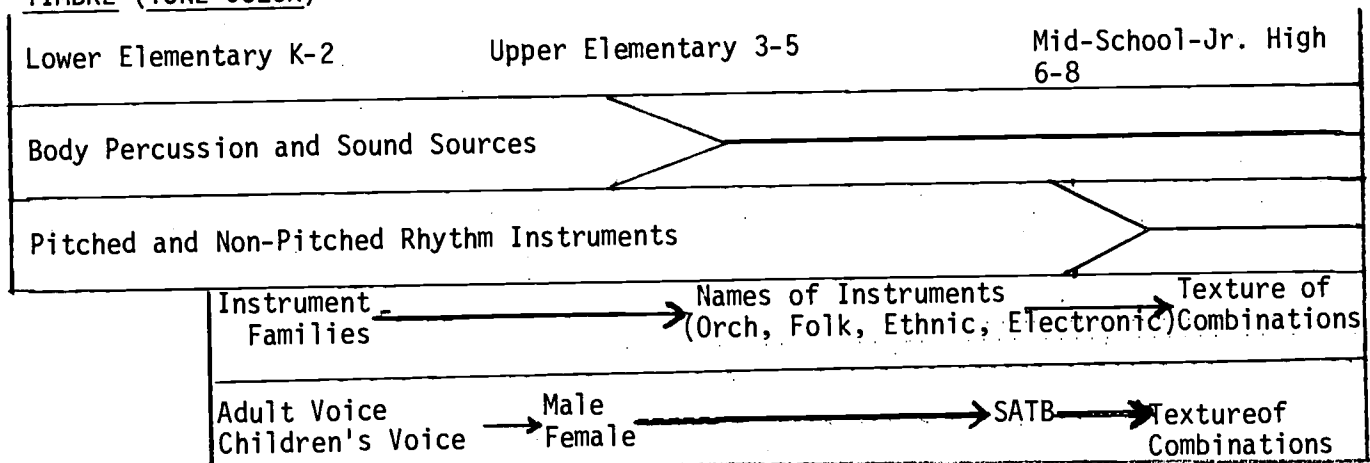 TIMBRE (TONE COLOR)
Lower Elementary K-2 Upper Elementary 3-5 Mid-School-Jr. High
6-8
Body Percussion and Sound Sources
Pitched and Non-Pitched Rhythm Instruments
Instrument Names of Instruments Texture of
Families (Orch, Folk, Ethnic, Electronic) Combinations
Adult Voice Male SATB Textureof
Children's Voice Female Combinations